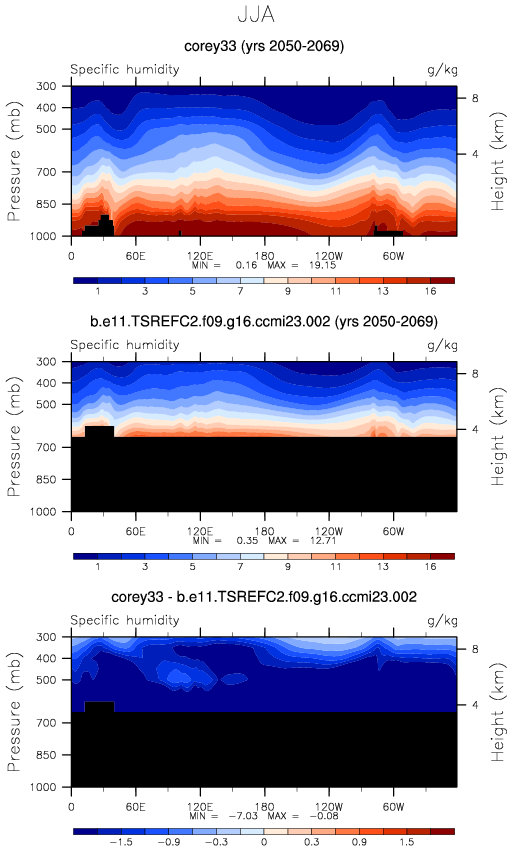 JJA
corey33 (yrs 2050-2069)
Specific humidity g/kg
300
400
500
700
850
1000
Pressure (mb)
8
4
Height (km)
0 60E 120E 180 120W 60W
MIN = 0.16 MAX = 19.15
1 3 5 7 9 11 13 16
b.e11.TSREFC2.f09.g16.ccmi23.002 (yrs 2050-2069)
Specific humidity g/kg
300
400
500
700
850
1000
Pressure (mb)
8
4
Height (km)
0 60E 120E 180 120W 60W
MIN = 0.35 MAX = 12.71
1 3 5 7 9 11 13 16
corey33 - b.e11.TSREFC2.f09.g16.ccmi23.002
Specific humidity g/kg
300
400
500
700
850
1000
Pressure (mb)
8
4
Height (km)
0 60E 120E 180 120W 60W
MIN = -7.03 MAX = -0.08
-1.5 -0.9 -0.3 0 0.3 0.9 1.5